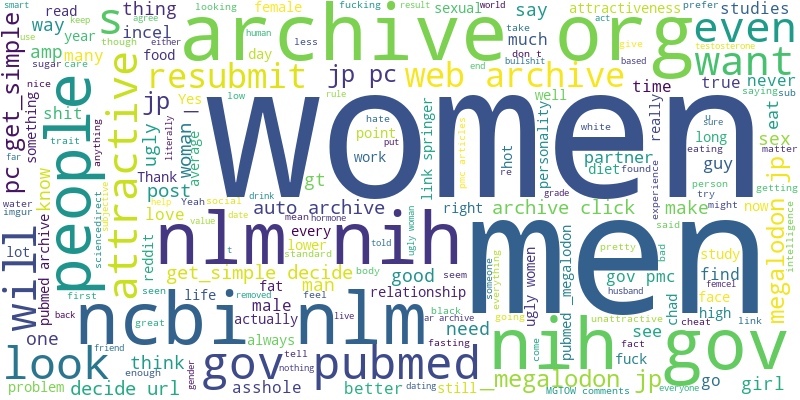 smart
agree
looking
fucking
result
world
use
keep
human
female
sexual
take
prefer
act
though
either
less
don t
give
testosterone
based
end
bullshit
s
thing
incel
food
day
say
attractiveness
studies
read
way
year
amp
many
much
archive org
even
want
nice
sugar
care
rule
resubmit
jp pc
web archive
time
true
never
saying
sub
pc get_simple
something
shit
people
attractive
jp
Yes
low
women
well
hate
point
work
put
white
hot
link springer
personality
pmc articles
partner
diet
found
really
sure
long
sex
guy
eat
eating
matter
person
try
getting
might
experience
trait
anything
far
ugly
literally
woman
average
Thank
post
know
love
gt
water
imgur
will
lot
pubmed archive
sciencedirect
subjective
help
Yeah
social
value
date
drink
auto archive
mean
hormone
ugly woman
right
archive click
make
grade
now
said
megalodon jp
intelligence
men
nlm nih
every
told
standard
t
reddit
lower
get_simple decide
man
body
good
seem
someone
everything
ugly women
pretty
gov pmc
find
study
face
bad
high
femcel
link
chad
first
seen
life
removed
feel
fat
male
relationship
black
husband
going
unattractive
cheat
one
back
great
ncbi nlm
actually
live
ar archive
need
pubmed _megalodon
nih gov
see
fact
look
friend
always
fasting
come
fuck
think
gov pubmed
tell
nothing
gender
problem
enough
decide url
asshole
better
dating
still
_megalodon jp
MGTOW comments
go
everyone
girl